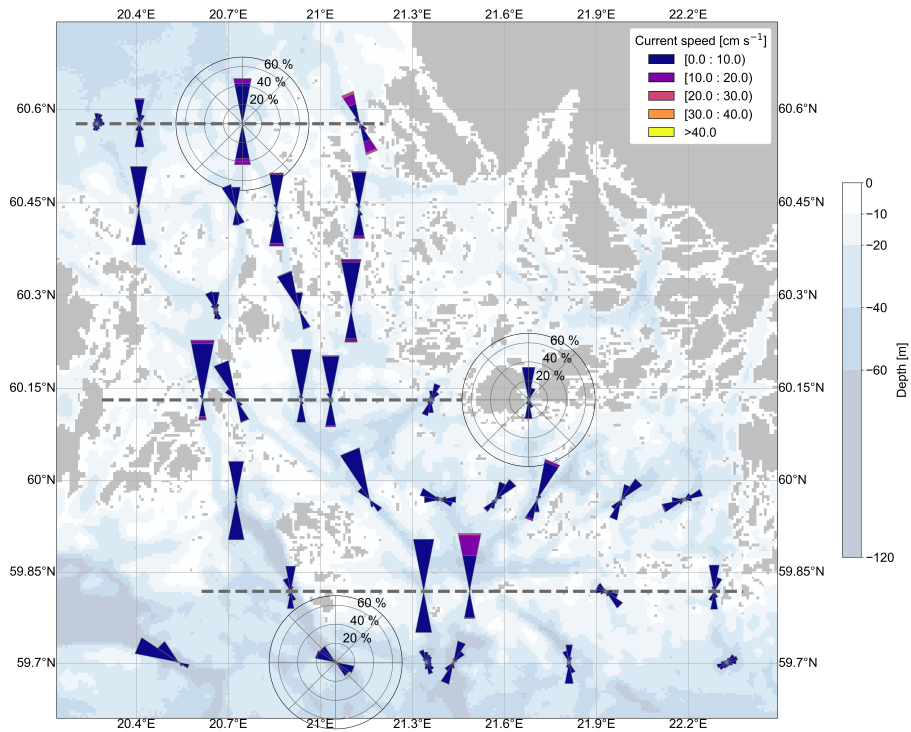 20.4°E 20.7°E 21°E 21.3°E 21.6°E 21.9°E 22.2°E
Current speed [cm s⁻¹]
[0.0 : 10.0)
[10.0 : 20.0)
[20.0 : 30.0)
[30.0 : 40.0)
>40.0
60 %
40 %
20 %
60.6°N 60.6°N
60.45°N 60.45°N
60.3°N 60.3°N
60 %
40 %
20 %
60.15°N 60.15°N
60°N 60°N
59.85°N 59.85°N
60 %
40 %
20 %
59.7°N 59.7°N
20.4°E 20.7°E 21°E 21.3°E 21.6°E 21.9°E 22.2°E
0
−10
−20
−40
−60
−120
Depth [m]